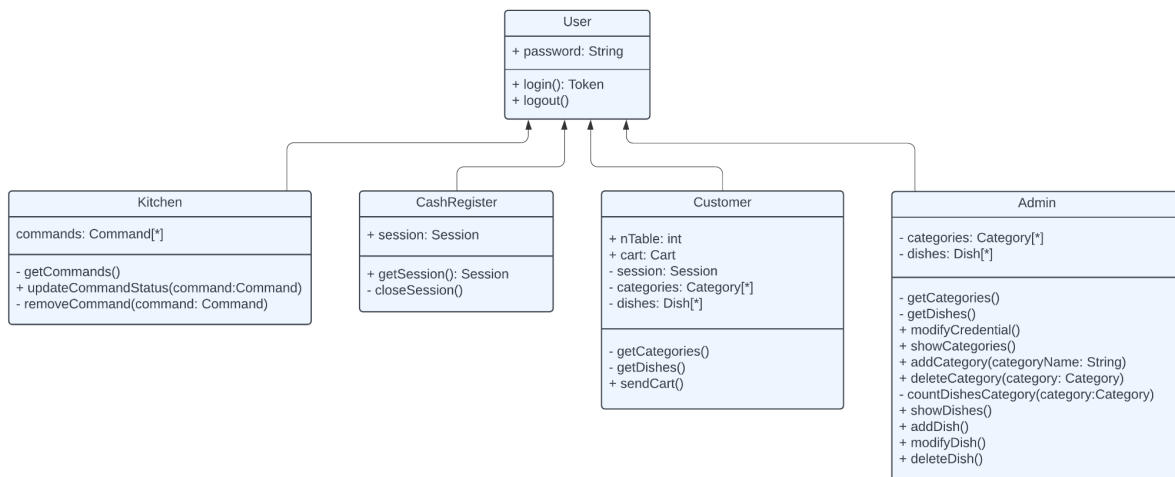 User
+ password: String
+ login(): Token
+ logout()
Kitchen
commands: Command[*]
- getCommands()
+ updateCommandStatus(command:Command)
- removeCommand(command: Command)
CashRegister
+ session: Session
+ getSession(): Session
- closeSession()
Customer
+ nTable: int
+ cart: Cart
- session: Session
- categories: Category[*]
- dishes: Dish[*]
- getCategories()
- getDishes()
+ sendCart()
Admin
- categories: Category[*]
- dishes: Dish[*]
- getCategories()
- getDishes()
+ modifyCredential()
+ showCategories()
+ addCategory(categoryName: String)
+ deleteCategory(category: Category)
- countDishesCategory(category:Category)
+ showDishes()
+ addDish()
+ modifyDish()
+ deleteDish()